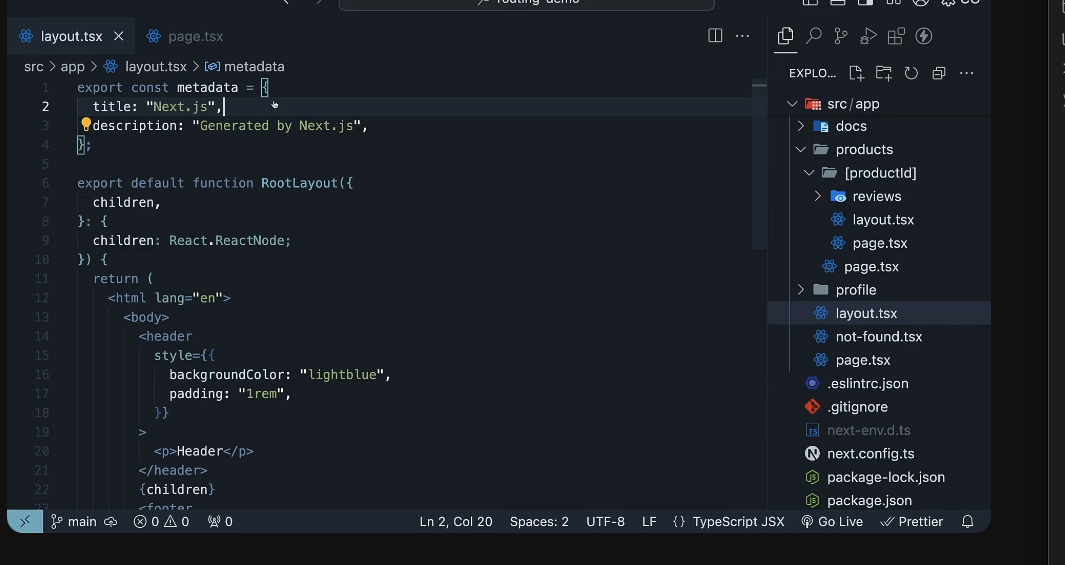 routing-demo
layout.tsx
page.tsx
src > app > layout.tsx > metadata
1 export const metadata = {
2 title: "Next.js",
3 description: "Generated by Next.js",
4 };
5
6 export default function RootLayout({
7 children,
8 }: {
9 children: React.ReactNode;
10 }) {
11 return (
12 <html lang="en">
13 <body>
14 <header
15 style={{
16 backgroundColor: "lightblue",
17 padding: "1rem",
18 }}
19 >
20 <p>Header</p>
21 </header>
22 {children}
23 <footer
EXPLO...
src/app
docs
products
[productId]
reviews
layout.tsx
page.tsx
page.tsx
profile
layout.tsx
not-found.tsx
page.tsx
.eslintrc.json
.gitignore
TS next-env.d.ts
next.config.ts
package-lock.json
package.json
main 0 0 0 Ln 2, Col 20 Spaces: 2 UTF-8 LF {} TypeScript JSX Go Live Prettier